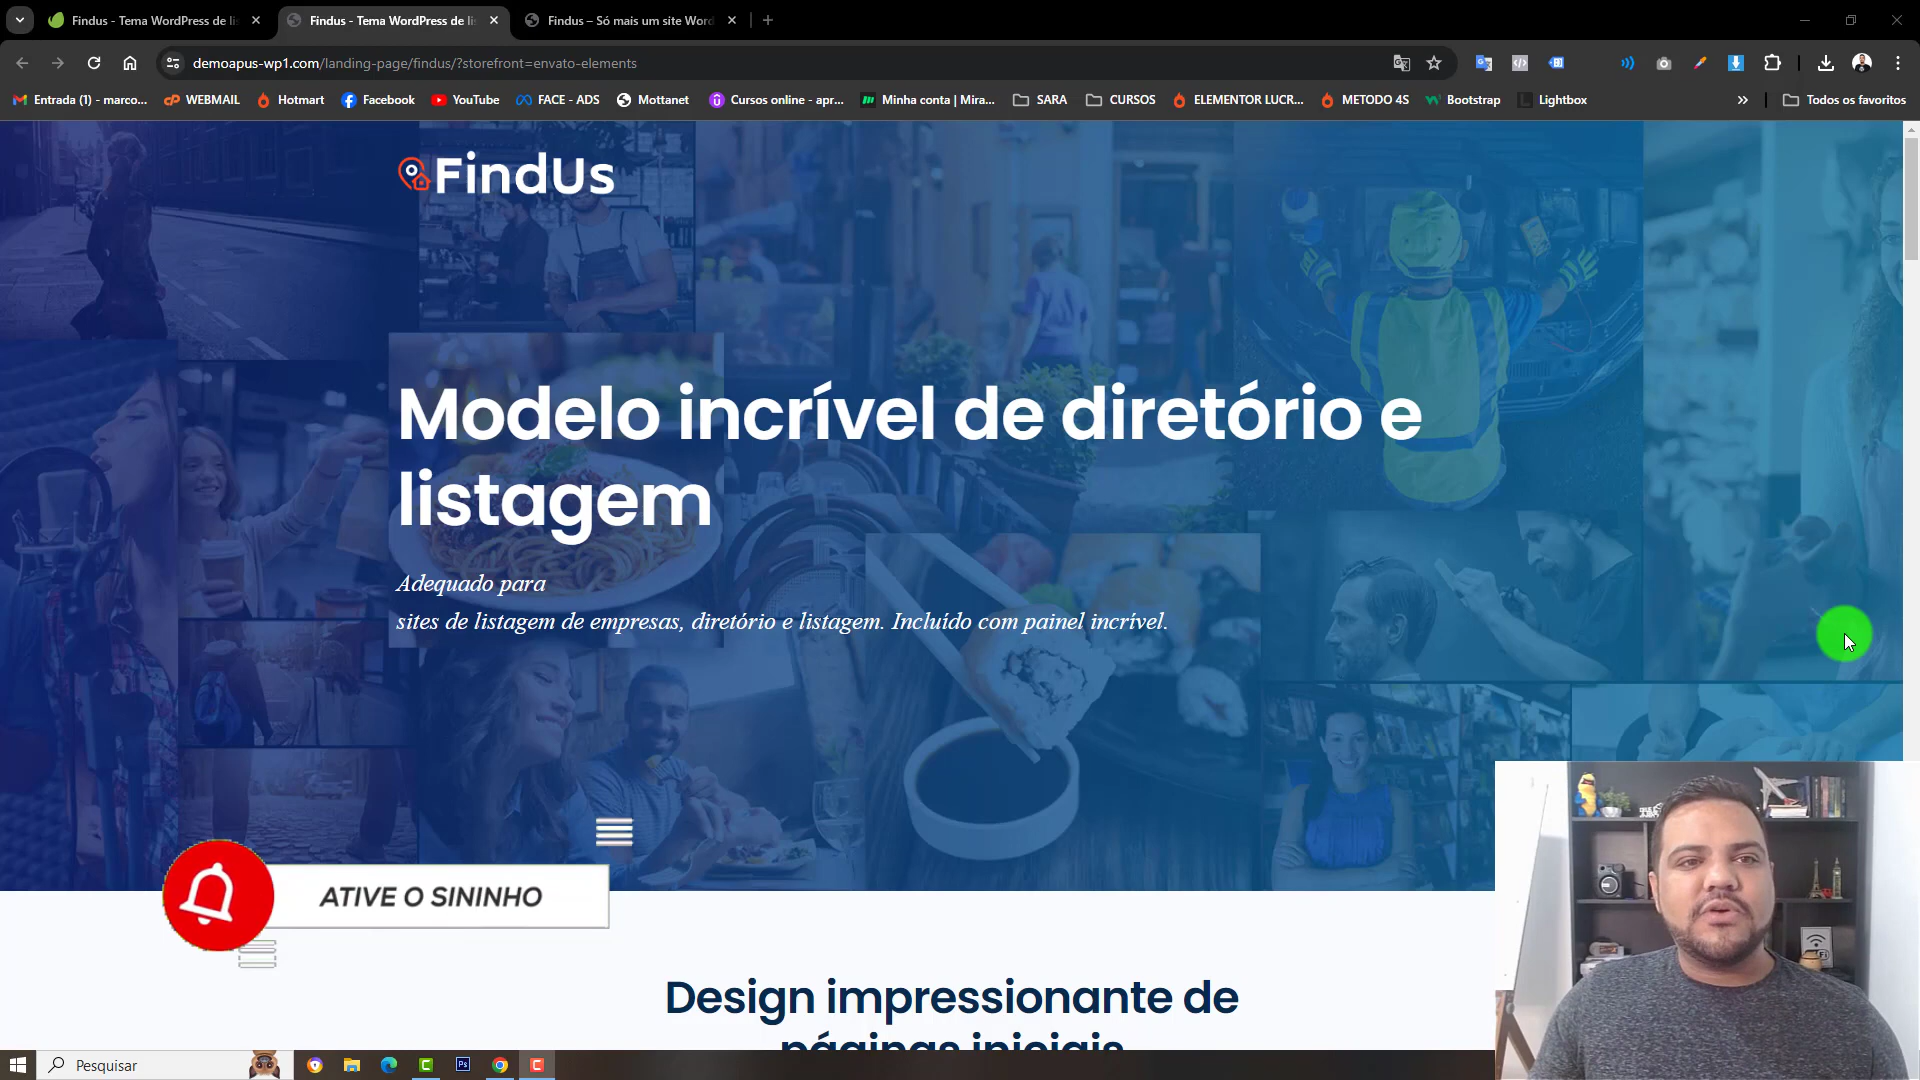 Findus - Tema WordPress de li
Findus - Tema WordPress de li
Findus – Só mais um site Word
demoapus-wp1.com/landing-page/findus/?storefront=envato-elements
Entrada (1) - marco...
WEBMAIL
Hotmart
Facebook
YouTube
FACE - ADS
Mottanet
Cursos online - apr...
Minha conta | Mira...
SARA
CURSOS
ELEMENTOR LUCR...
METODO 4S
Bootstrap
Lightbox
Todos os favoritos
FindUs
Modelo incrível de diretório e
listagem
Adequado para
sites de listagem de empresas, diretório e listagem. Incluído com painel incrível.
ATIVE O SININHO
Design impressionante de
páginas iniciais
Pesquisar
Ps